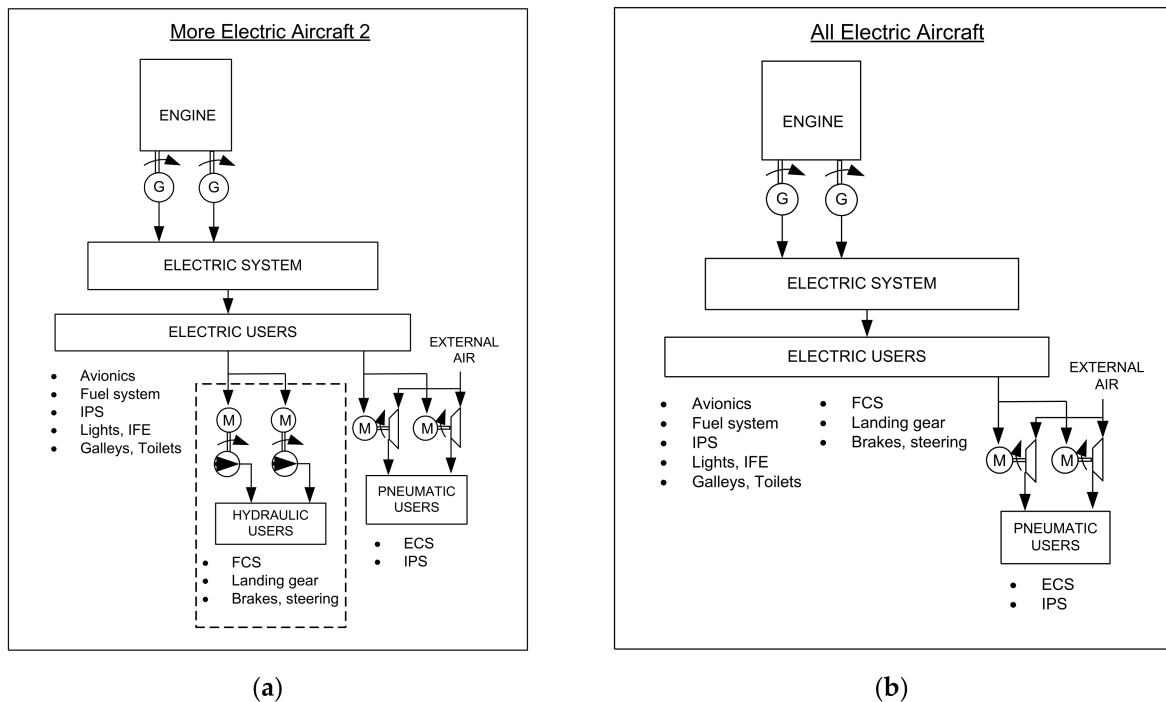 More Electric Aircraft 2
ENGINE
G
G
ELECTRIC SYSTEM
ELECTRIC USERS
EXTERNAL
AIR
• Avionics
• Fuel system
• IPS
• Lights, IFE
• Galleys, Toilets
M
M
M
M
HYDRAULIC
USERS
PNEUMATIC
USERS
• FCS
• Landing gear
• Brakes, steering
• ECS
• IPS
(a)
All Electric Aircraft
ENGINE
G
G
ELECTRIC SYSTEM
ELECTRIC USERS
EXTERNAL
AIR
• Avionics
• Fuel system
• IPS
• Lights, IFE
• Galleys, Toilets
• FCS
• Landing gear
• Brakes, steering
M
M
PNEUMATIC
USERS
• ECS
• IPS
(b)